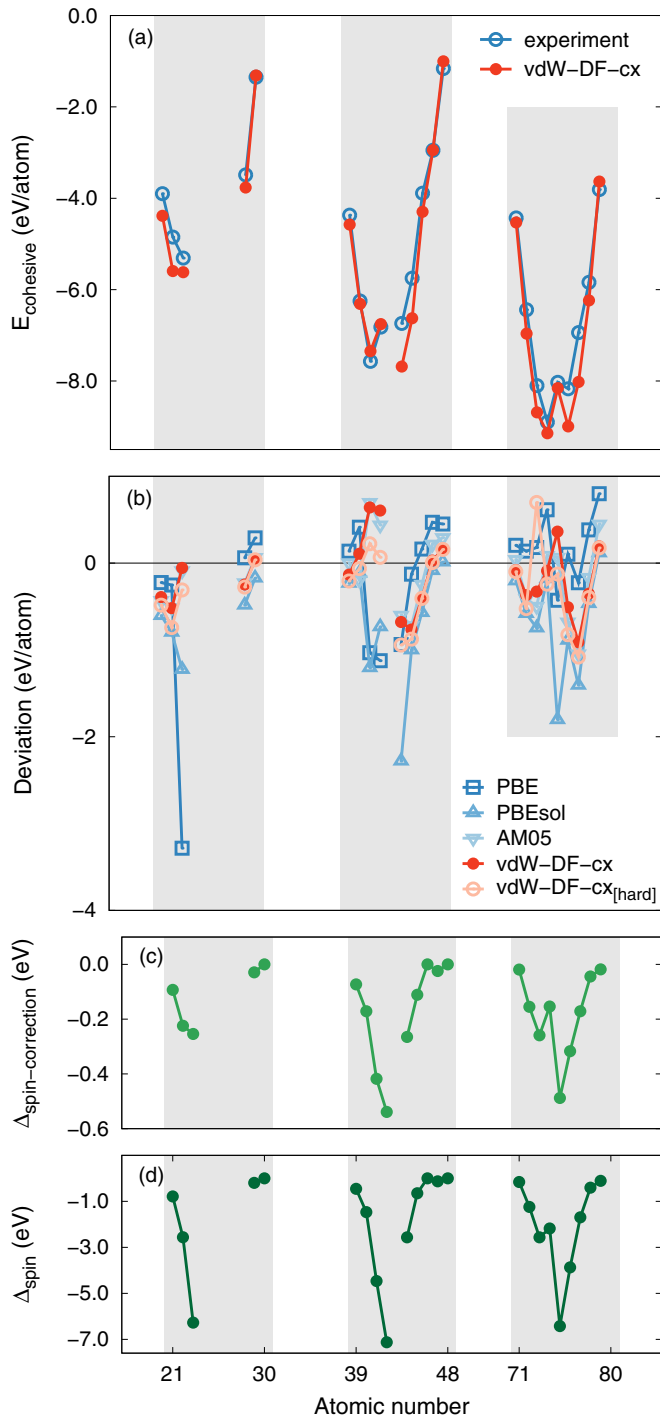 (a)
experiment
vdW−DF−cx
0.0
−2.0
−4.0
−6.0
−8.0
E_cohesive (eV/atom)
(b)
0
−2
−4
Deviation (eV/atom)
PBE
PBEsol
AM05
vdW−DF−cx
vdW−DF−cx[hard]
(c)
0.0
−0.2
−0.4
−0.6
Δspin−correction (eV)
(d)
−1.0
−3.0
−5.0
−7.0
Δspin (eV)
21 30 39 48 71 80
Atomic number